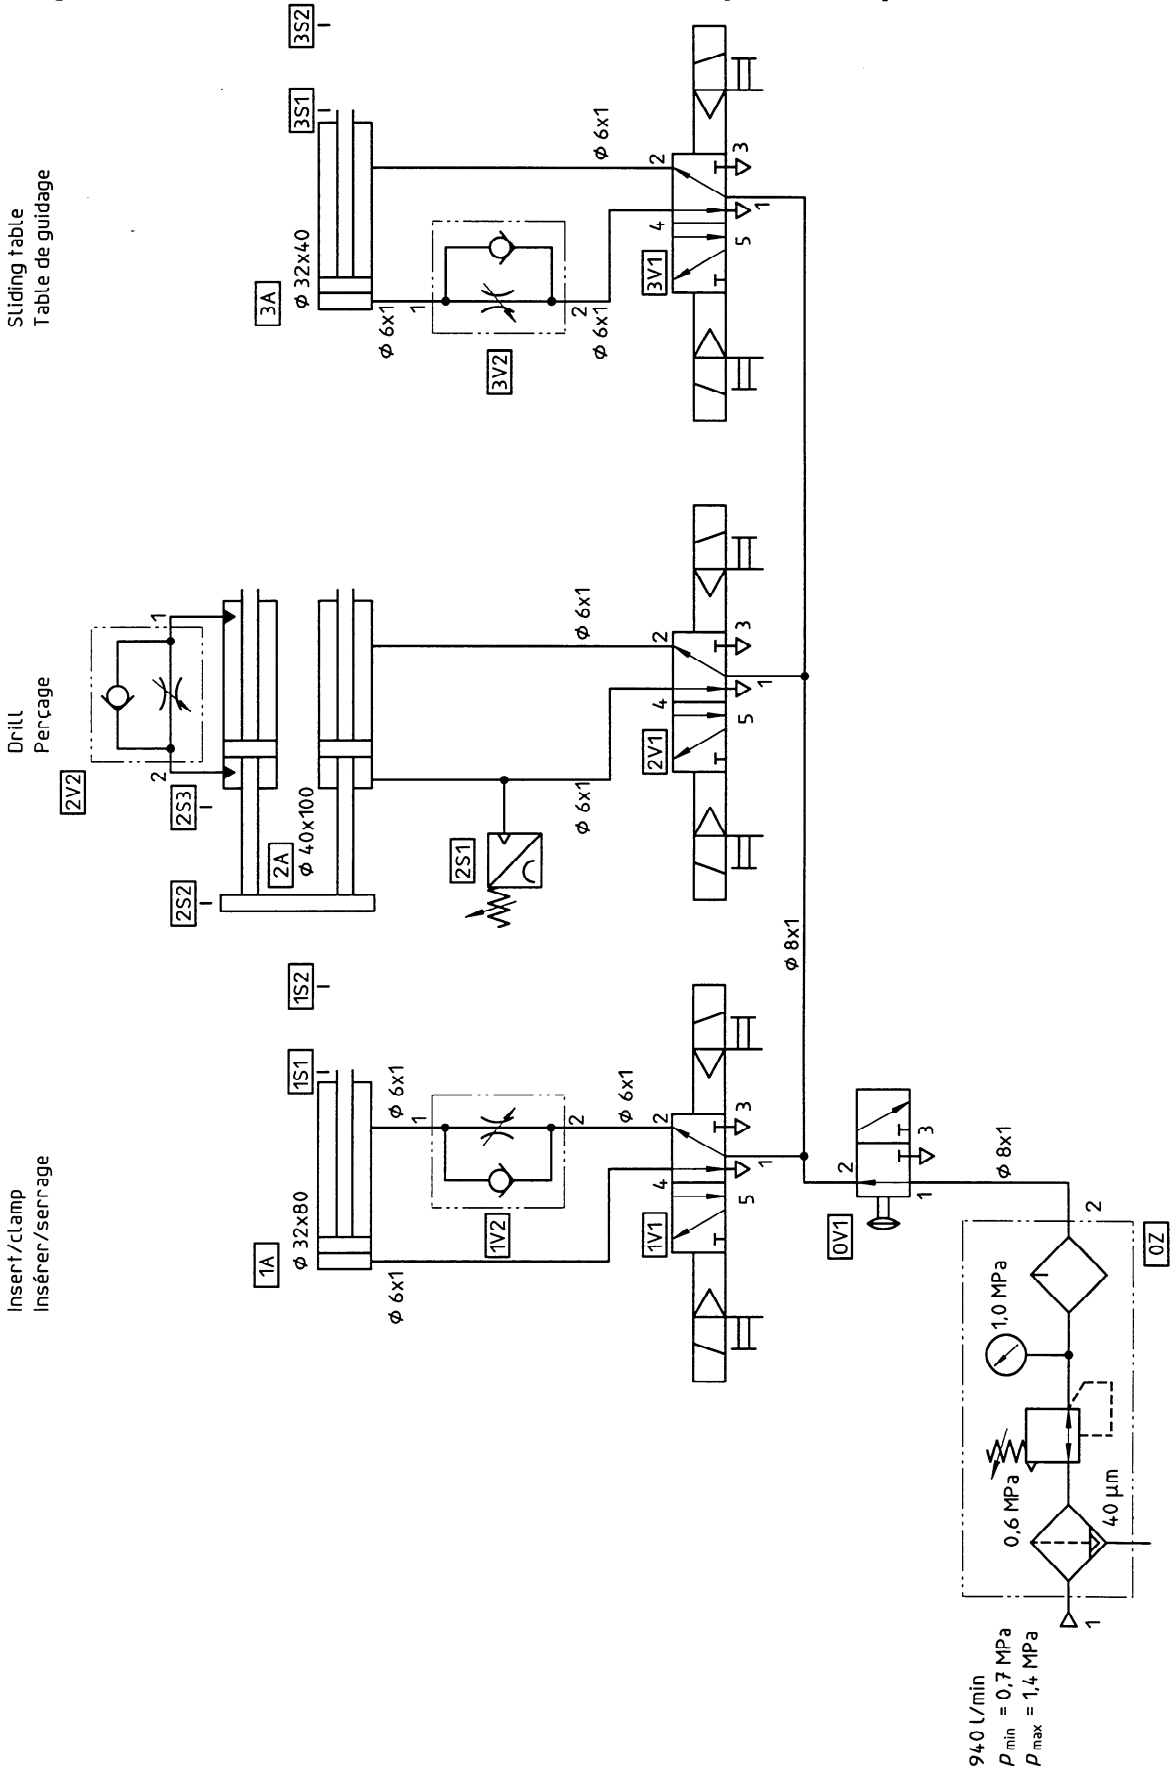 Insert/clamp
Insérer/serrage
Drill
Perçage
Sliding table
Table de guidage
2V2
2
1
2S2
2S3
1A
Φ 32x80
1S1
1S2
2A
Φ 40x100
3A
Φ 32x40
3S1
3S2
Φ 6x1
Φ 6x1
1
1V2
2
Φ 6x1
2S1
Φ 6x1
Φ 6x1
Φ 6x1
1
3V2
2
Φ 6x1
Φ 6x1
1V1
4
2
5
1
3
2V1
4
2
5
1
3
3V1
4
2
5
1
3
Φ 8x1
0V1
2
1
3
Φ 8x1
940 l/min
p min = 0,7 MPa
p max = 1,4 MPa
1
0,6 MPa
40 µm
1,0 MPa
2
0Z